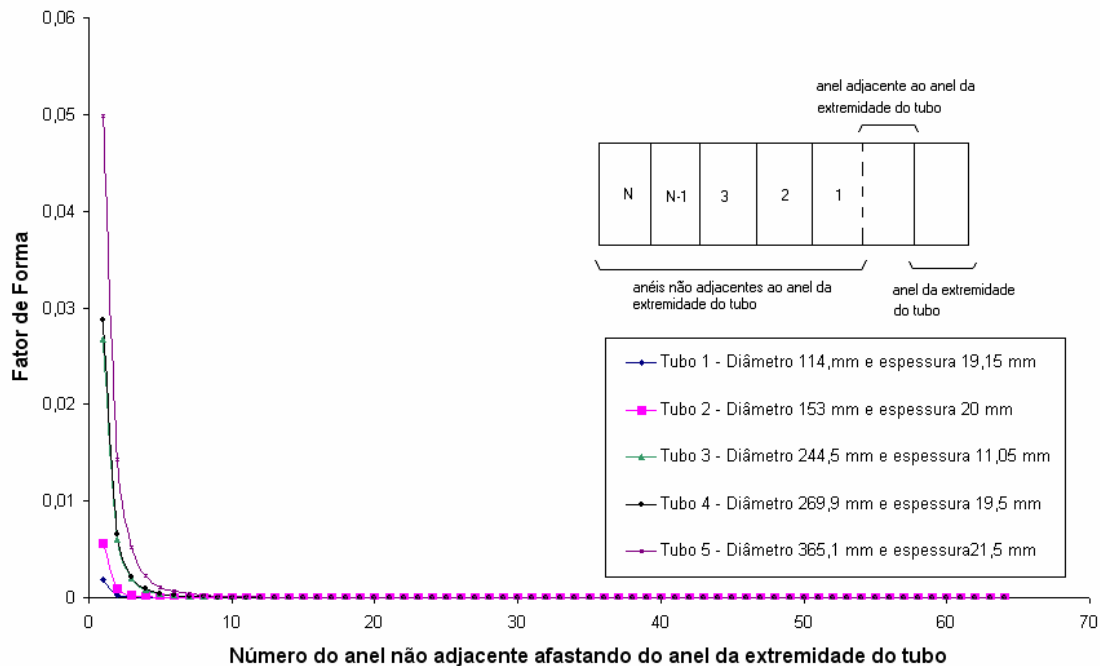 0,06
0,05
0,04
0,03
0,02
0,01
0
Fator de Forma
0
10
20
30
40
50
60
70
Número do anel não adjacente afastando do anel da extremidade do tubo
anel adjacente ao anel da
extremidade do tubo
N
N-1
3
2
1
anéis não adjacentes ao anel da
extremidade do tubo
anel da extremidade
do tubo
Tubo 1 - Diâmetro 114,mm e espessura 19,15 mm
Tubo 2 - Diâmetro 153 mm e espessura 20 mm
Tubo 3 - Diâmetro 244,5 mm e espessura 11,05 mm
Tubo 4 - Diâmetro 269,9 mm e espessura 19,5 mm
Tubo 5 - Diâmetro 365,1 mm e espessura21,5 mm